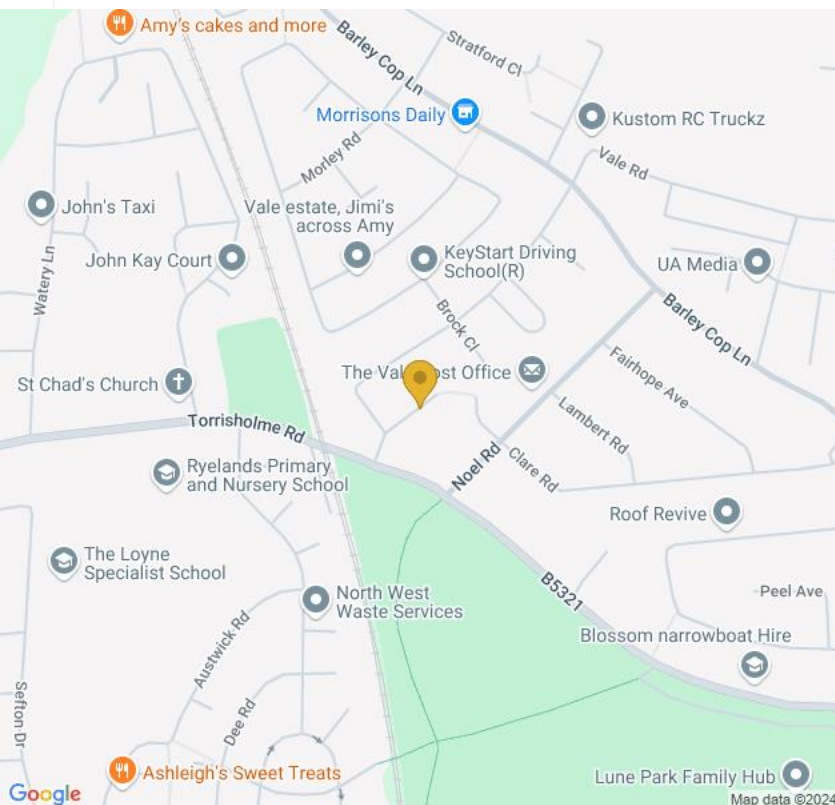 Amy's cakes and more
Barley Cop Ln
Stratford Cl
Morrisons Daily
Kustom RC Truckz
Morley Rd
Vale Rd
John's Taxi
Vale estate, Jimi's
across Amy
Watery Ln
John Kay Court
KeyStart Driving
School(R)
UA Media
Brock Cl
Barley Cop Ln
The Vale Post Office
Fairhope Ave
St Chad's Church
Torrisholme Rd
Lambert Rd
Noel Rd
Clare Rd
Ryelands Primary
and Nursery School
Roof Revive
The Loyne
Specialist School
B5321
North West
Waste Services
Peel Ave
Austwick Rd
Blossom narrowboat Hire
Sefton Dr
Dee Rd
Ashleigh's Sweet Treats
Lune Park Family Hub
Google
Map data ©2024